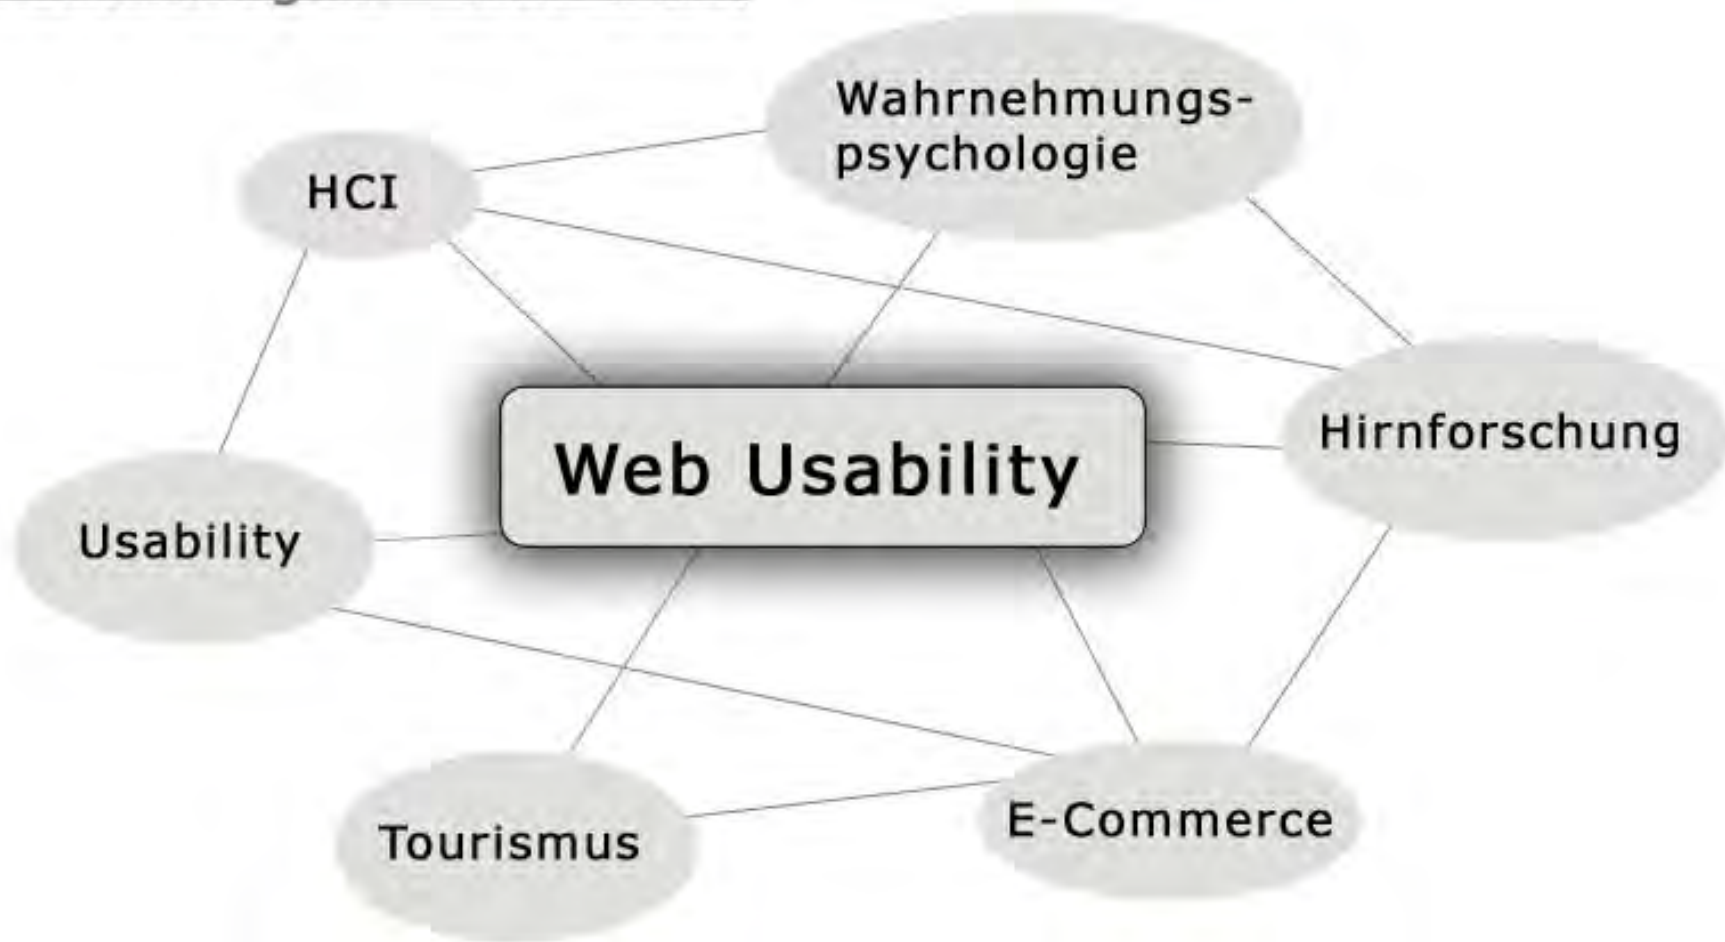 Wahrnehmungs-
psychologie
HCI
Hirnforschung
Web Usability
Usability
E-Commerce
Tourismus